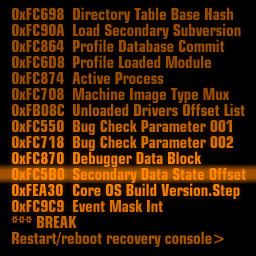 0xFC698 Directory Table Base Hash
0xFC90A Load Secondary Subversion
0xFC864 Profile Database Commit
0xFC6D8 Profile Loaded Module
0xFC874 Active Process
0xFC708 Machine Image Type Mux
0xFB08C Unloaded Drivers Offset List
0xFC550 Bug Check Parameter 001
0xFC718 Bug Check Parameter 002
0xFC870 Debugger Data Block
0xFC5B0 Secondary Data State Offset
0xFEA30 Core OS Build Version.Step
0xFC9C9 Event Mask Int
*** BREAK
Restart/reboot recovery console>